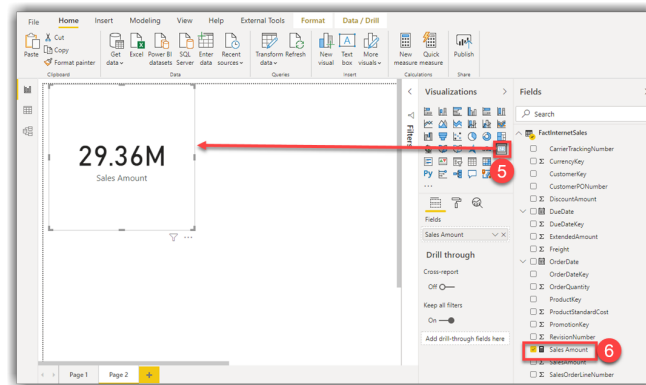 File Home Insert Modeling View Help External Tools Format Data / Drill
Paste
Cut
Copy
Format painter
Clipboard
Get data
Excel
Power BI datasets
SQL Server
Enter data
Recent sources
Data
Transform data
Refresh
Queries
New visual
Text box
More visuals
Insert
New measure
Quick measure
Calculations
Publish
Share
29.36M
Sales Amount
Filters
Visualizations
5
Py
Fields
Sales Amount
Drill through
Cross-report
Off
Keep all filters
On
Add drill-through fields here
Fields
Search
FactInternetSales
CarrierTrackingNumber
Σ CurrencyKey
CustomerKey
CustomerPONumber
Σ DiscountAmount
DueDate
Σ DueDateKey
Σ ExtendedAmount
Σ Freight
OrderDate
OrderDateKey
Σ OrderQuantity
ProductKey
Σ ProductStandardCost
Σ PromotionKey
Σ RevisionNumber
Sales Amount
6
Σ SalesAmount
Σ SalesOrderLineNumber
Page 1 Page 2 +